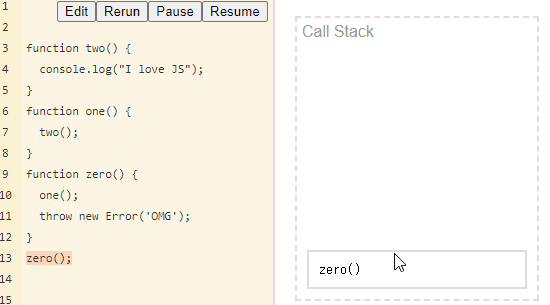 Edit Rerun Pause Resume
1
2
3 function two() {
4   console.log("I love JS");
5 }
6 function one() {
7   two();
8 }
9 function zero() {
10   one();
11   throw new Error('OMG');
12 }
13 zero();
14
15
Call Stack
zero()